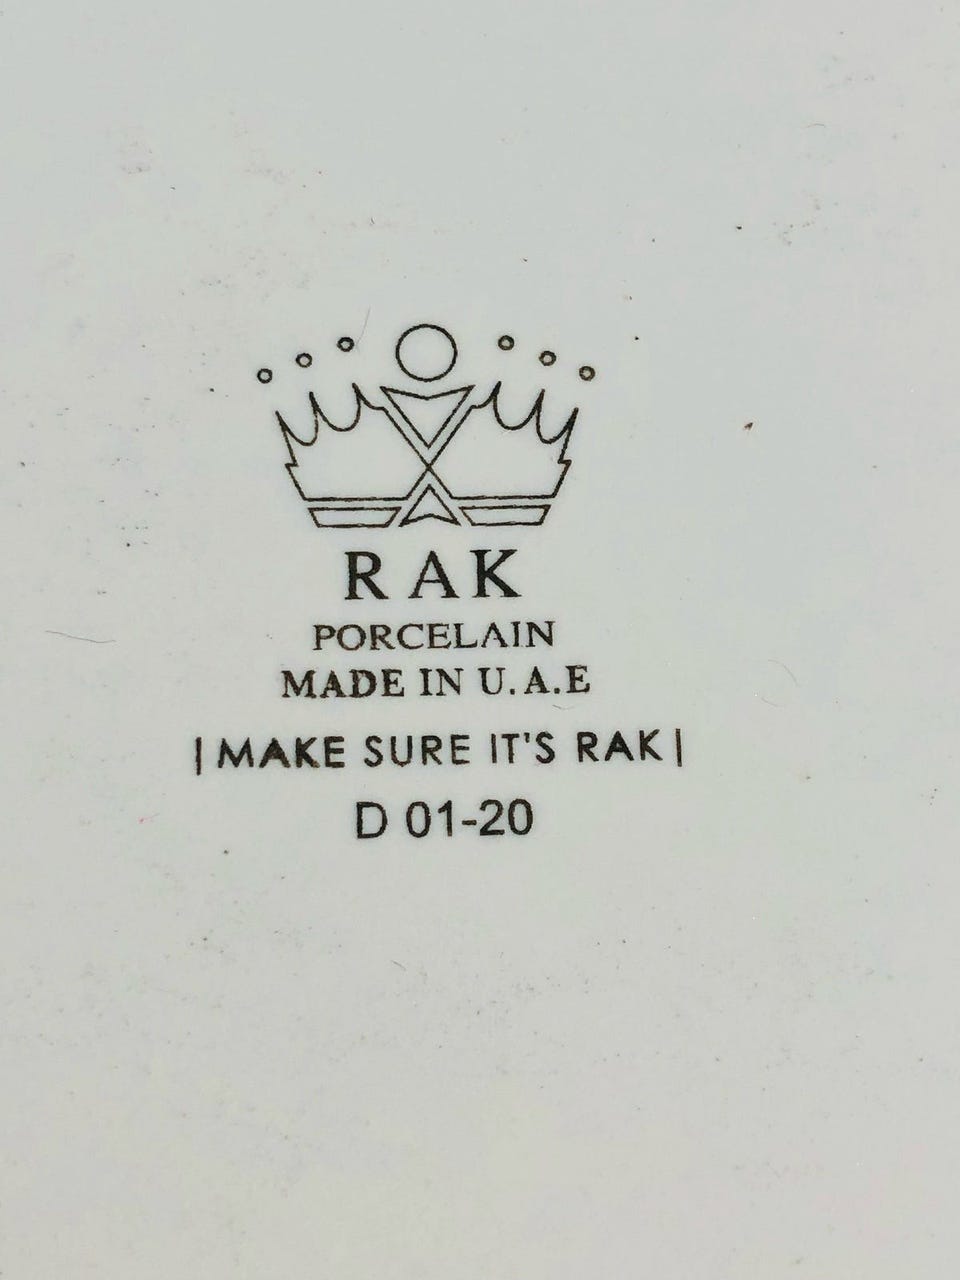 RAK
PORCELAIN
MADE IN U.A.E
|MAKE SURE IT'S RAK|
D 01-20